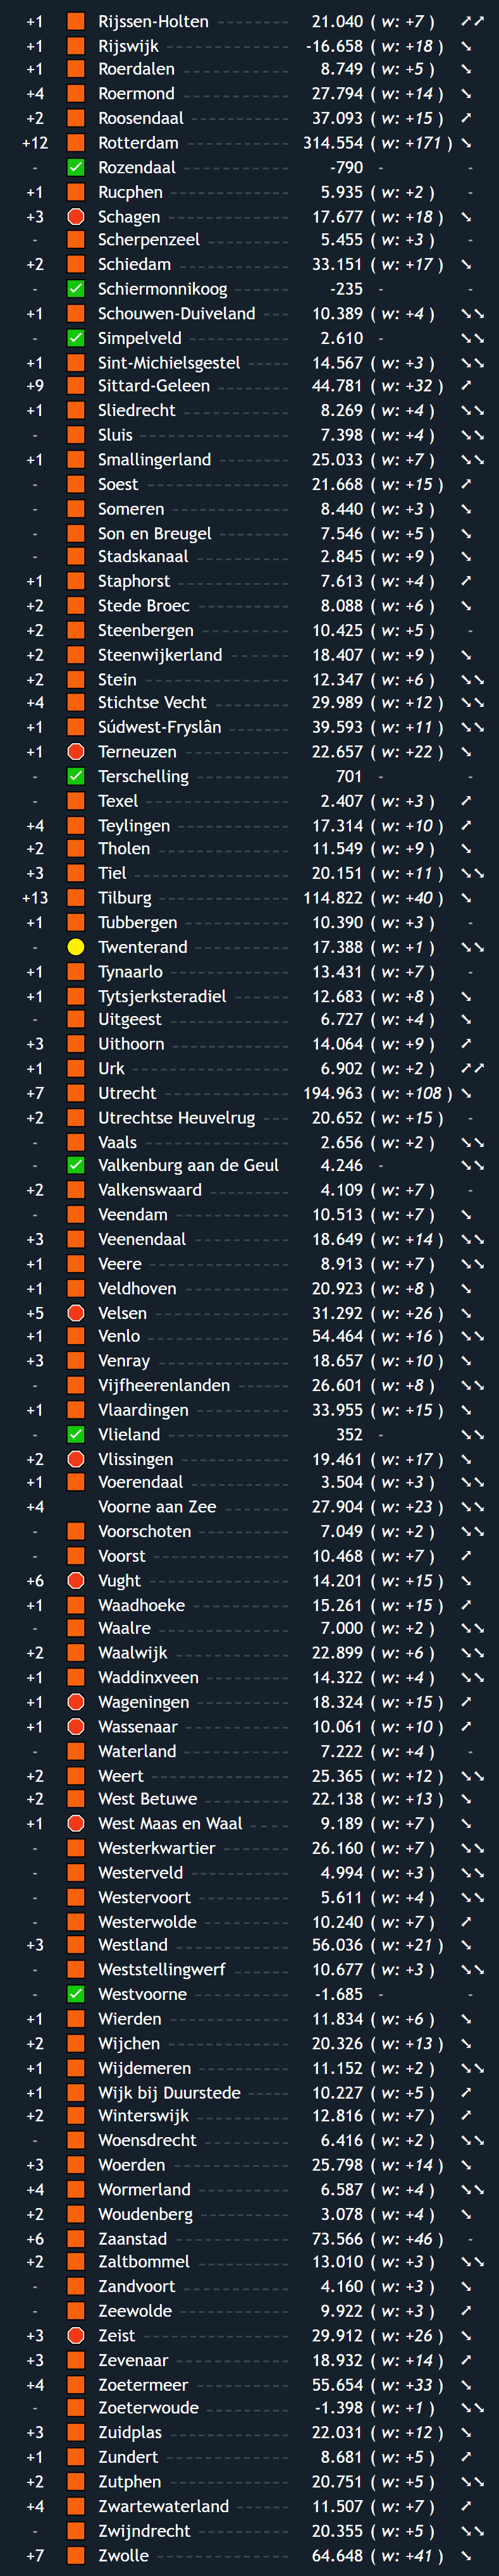 +1 Rijssen-Holten 21.040 ( w: +7 )
+1 Rijswijk -16.658 ( w: +18 )
+1 Roerdalen 8.749 ( w: +5 )
+4 Roermond 27.794 ( w: +14 )
+2 Roosendaal 37.093 ( w: +15 )
+12 Rotterdam 314.554 ( w: +171 )
- Rozendaal -790 - -
+1 Rucphen 5.935 ( w: +2 ) -
+3 Schagen 17.677 ( w: +18 )
- Scherpenzeel 5.455 ( w: +3 ) -
+2 Schiedam 33.151 ( w: +17 )
- Schiermonnikoog -235 - -
+1 Schouwen-Duiveland 10.389 ( w: +4 )
- Simpelveld 2.610 -
+1 Sint-Michielsgestel 14.567 ( w: +3 )
+9 Sittard-Geleen 44.781 ( w: +32 )
+1 Sliedrecht 8.269 ( w: +4 )
- Sluis 7.398 ( w: +4 )
+1 Smallingerland 25.033 ( w: +7 )
- Soest 21.668 ( w: +15 )
- Someren 8.440 ( w: +3 )
- Son en Breugel 7.546 ( w: +5 )
- Stadskanaal 2.845 ( w: +9 )
+1 Staphorst 7.613 ( w: +4 )
+2 Stede Broec 8.088 ( w: +6 )
+2 Steenbergen 10.425 ( w: +5 ) -
+2 Steenwijkerland 18.407 ( w: +9 )
+2 Stein 12.347 ( w: +6 )
+4 Stichtse Vecht 29.989 ( w: +12 )
+1 Súdwest-Fryslân 39.593 ( w: +11 )
+1 Terneuzen 22.657 ( w: +22 )
- Terschelling 701 - -
- Texel 2.407 ( w: +3 )
+4 Teylingen 17.314 ( w: +10 )
+2 Tholen 11.549 ( w: +9 )
+3 Tiel 20.151 ( w: +11 )
+13 Tilburg 114.822 ( w: +40 )
+1 Tubbergen 10.390 ( w: +3 ) -
- Twenterand 17.388 ( w: +1 )
+1 Tynaarlo 13.431 ( w: +7 ) -
+1 Tytsjerksteradiel 12.683 ( w: +8 )
- Uitgeest 6.727 ( w: +4 )
+3 Uithoorn 14.064 ( w: +9 )
+1 Urk 6.902 ( w: +2 )
+7 Utrecht 194.963 ( w: +108 )
+2 Utrechtse Heuvelrug 20.652 ( w: +15 ) -
- Vaals 2.656 ( w: +2 )
- Valkenburg aan de Geul 4.246 -
+2 Valkenswaard 4.109 ( w: +7 ) -
- Veendam 10.513 ( w: +7 )
+3 Veenendaal 18.649 ( w: +14 )
+1 Veere 8.913 ( w: +7 )
+1 Veldhoven 20.923 ( w: +8 )
+5 Velsen 31.292 ( w: +26 )
+1 Venlo 54.464 ( w: +16 )
+3 Venray 18.657 ( w: +10 )
- Vijfheerenlanden 26.601 ( w: +8 )
+1 Vlaardingen 33.955 ( w: +15 )
- Vlieland 352 -
+2 Vlissingen 19.461 ( w: +17 )
+1 Voerendaal 3.504 ( w: +3 )
+4 Voorne aan Zee 27.904 ( w: +23 )
- Voorschoten 7.049 ( w: +2 )
- Voorst 10.468 ( w: +7 )
+6 Vught 14.201 ( w: +15 )
+1 Waadhoeke 15.261 ( w: +15 )
- Waalre 7.000 ( w: +2 )
+2 Waalwijk 22.899 ( w: +6 )
+1 Waddinxveen 14.322 ( w: +4 )
+1 Wageningen 18.324 ( w: +15 )
+1 Wassenaar 10.061 ( w: +10 )
- Waterland 7.222 ( w: +4 ) -
+2 Weert 25.365 ( w: +12 )
+2 West Betuwe 22.138 ( w: +13 )
+1 West Maas en Waal 9.189 ( w: +7 )
- Westerkwartier 26.160 ( w: +7 )
- Westerveld 4.994 ( w: +3 )
- Westervoort 5.611 ( w: +4 )
- Westerwolde 10.240 ( w: +7 )
+3 Westland 56.036 ( w: +21 )
- Weststellingwerf 10.677 ( w: +3 )
- Westvoorne -1.685 - -
+1 Wierden 11.834 ( w: +6 )
+2 Wijchen 20.326 ( w: +13 )
+1 Wijdemeren 11.152 ( w: +2 )
+1 Wijk bij Duurstede 10.227 ( w: +5 )
+2 Winterswijk 12.816 ( w: +7 )
- Woensdrecht 6.416 ( w: +2 )
+3 Woerden 25.798 ( w: +14 )
+4 Wormerland 6.587 ( w: +4 )
+2 Woudenberg 3.078 ( w: +4 )
+6 Zaanstad 73.566 ( w: +46 ) -
+2 Zaltbommel 13.010 ( w: +3 )
- Zandvoort 4.160 ( w: +3 )
- Zeewolde 9.922 ( w: +3 )
+3 Zeist 29.912 ( w: +26 )
+3 Zevenaar 18.932 ( w: +14 )
+4 Zoetermeer 55.654 ( w: +33 )
- Zoeterwoude -1.398 ( w: +1 )
+3 Zuidplas 22.031 ( w: +12 )
+1 Zundert 8.681 ( w: +5 )
+2 Zutphen 20.751 ( w: +5 )
+4 Zwartewaterland 11.507 ( w: +7 )
- Zwijndrecht 20.355 ( w: +5 )
+7 Zwolle 64.648 ( w: +41 )